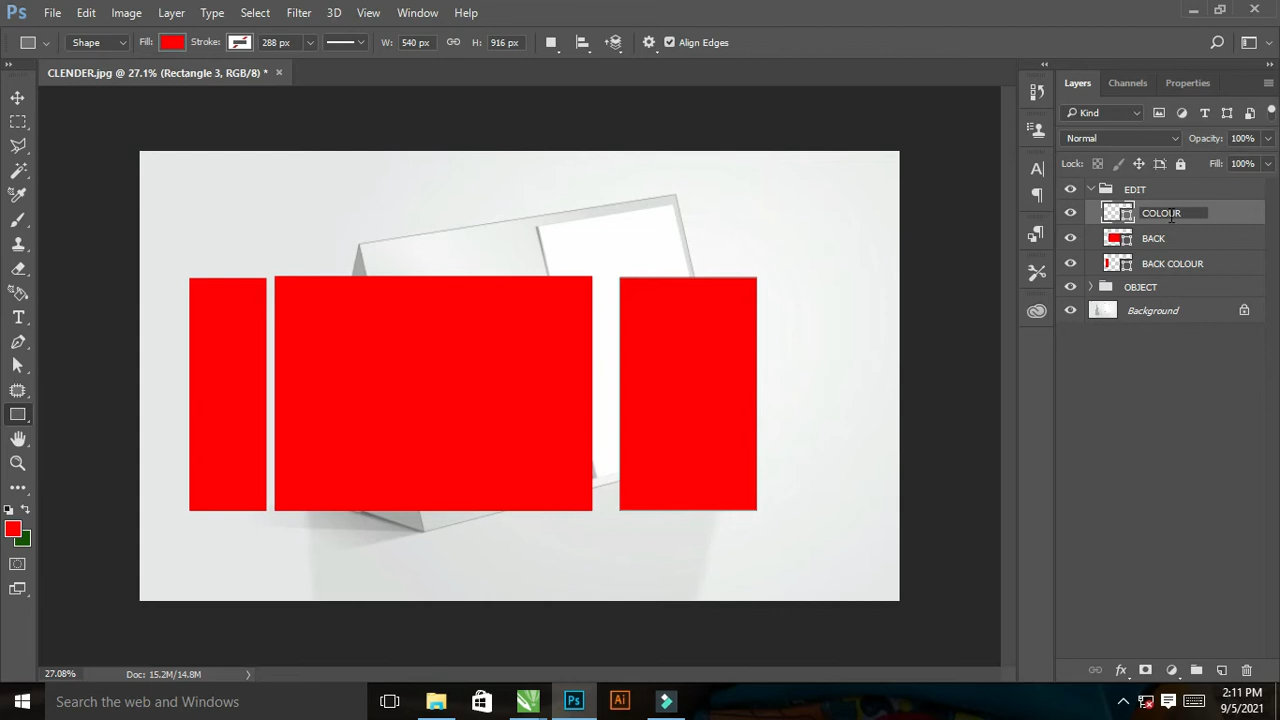 Ps File Edit Image Layer Type Select Filter 3D View Window Help
Shape Fill: Stroke: 288 px W: 540 px H: 916 px Align Edges
CLENDER.jpg @ 27.1% (Rectangle 3, RGB/8) * ×
Layers Channels Properties
Kind
Normal Opacity: 100%
Lock: Fill: 100%
EDIT
COLOUR
BACK
BACK COLOUR
OBJECT
Background
27.08% Doc: 15.2M/14.8M
Search the web and Windows
Ps
Ai
2:11 PM
9/5/2021